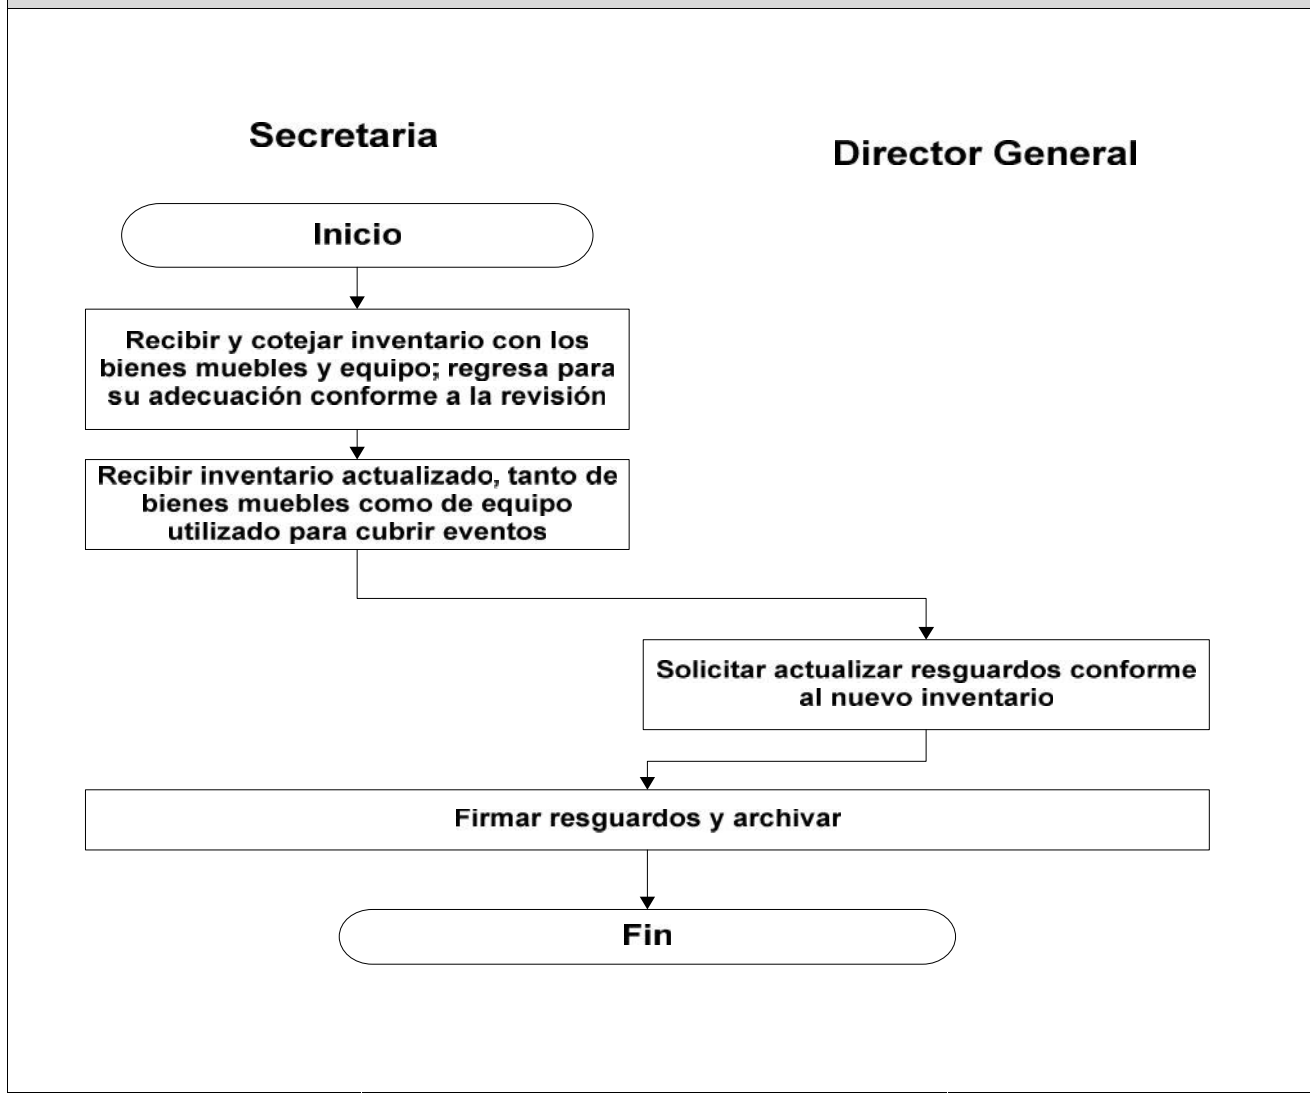 Secretaria
Director General
Inicio
Recibir y cotejar inventario con los
bienes muebles y equipo; regresa para
su adecuación conforme a la revisión
Recibir inventario actualizado, tanto de
bienes muebles como de equipo
utilizado para cubrir eventos
Solicitar actualizar resguardos conforme
al nuevo inventario
Firmar resguardos y archivar
Fin